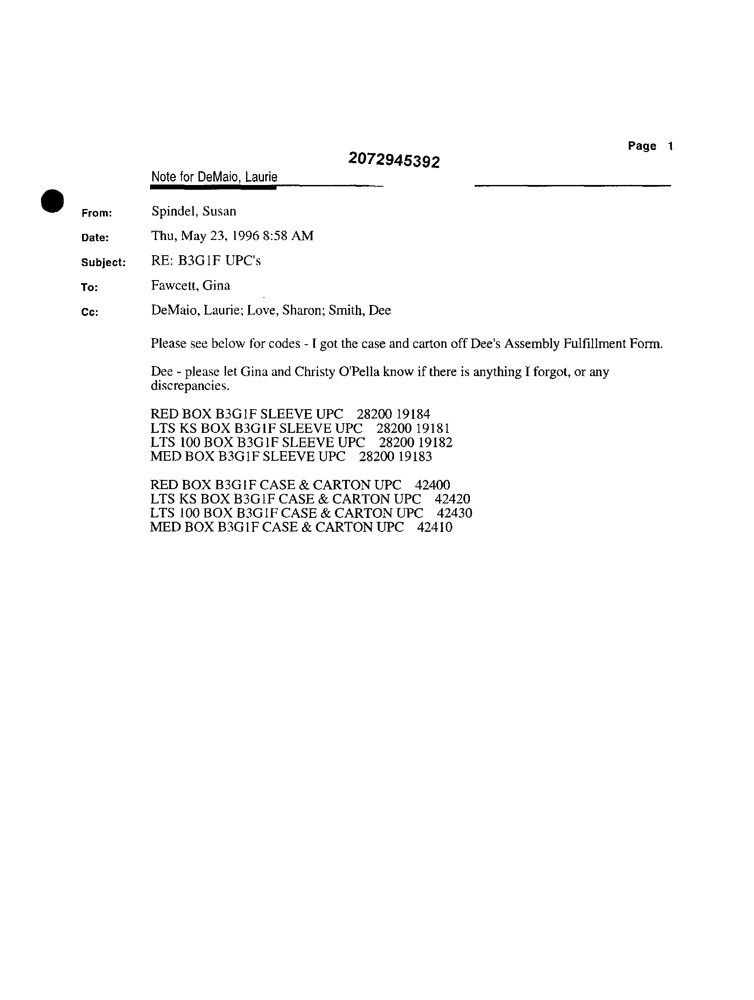 Page 1
2072945392
Note for DeMaio, Laurie
From: Spindel, Susan
Date: Thu, May 23, 1996 8:58 AM
Subject: RE: B3G1F UPC's
To: Fawcett, Gina
Cc: DeMaio, Laurie; Love, Sharon; Smith, Dee
Please see below for codes - I got the case and carton off Dee's Assembly Fulfillment Form.
Dee - please let Gina and Christy O'Pella know if there is anything I forgot, or any
discrepancies.
RED BOX B3G1F SLEEVE UPC 28200 19184
LTS KS BOX B3G1F SLEEVE UPC 28200 19181
LTS 100 BOX B3G1F SLEEVE UPC 28200 19182
MED BOX B3G1F SLEEVE UPC 28200 19183
RED BOX B3G1F CASE & CARTON UPC 42400
LTS KS BOX B3G1F CASE & CARTON UPC 42420
LTS 100 BOX B3G1F CASE & CARTON UPC 42430
MED BOX B3G1F CASE & CARTON UPC 42410